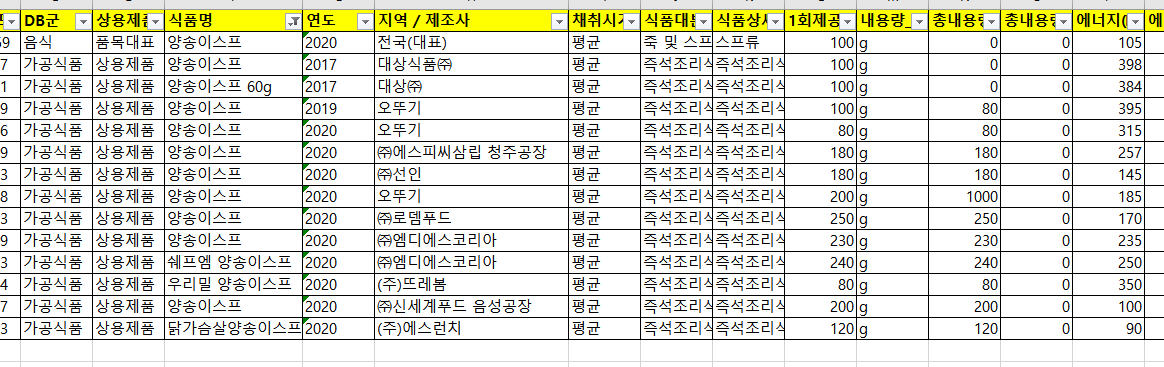 DB군 상용제품 식품명 연도 지역 / 제조사 채취시기 식품대분 식품상세 1회제공 내용량_ 총내용량 총내용량 에너지( 에
59 음식 품목대표 양송이스프 2020 전국(대표) 평균 죽 및 스프 스프류 100 g 0 0 105
7 가공식품 상용제품 양송이스프 2017 대상식품㈜ 평균 즉석조리식 즉석조리식 100 g 0 0 398
1 가공식품 상용제품 양송이스프 60g 2017 대상㈜ 평균 즉석조리식 즉석조리식 100 g 0 0 384
9 가공식품 상용제품 양송이스프 2019 오뚜기 평균 즉석조리식 즉석조리식 100 g 80 0 395
6 가공식품 상용제품 양송이스프 2020 오뚜기 평균 즉석조리식 즉석조리식 80 g 80 0 315
9 가공식품 상용제품 양송이스프 2020 ㈜에스피씨삼립 청주공장 평균 즉석조리식 즉석조리식 180 g 180 0 257
3 가공식품 상용제품 양송이스프 2020 ㈜선인 평균 즉석조리식 즉석조리식 180 g 180 0 145
8 가공식품 상용제품 양송이스프 2020 오뚜기 평균 즉석조리식 즉석조리식 200 g 1000 0 185
3 가공식품 상용제품 양송이스프 2020 ㈜로뎀푸드 평균 즉석조리식 즉석조리식 250 g 250 0 170
9 가공식품 상용제품 양송이스프 2020 ㈜엠디에스코리아 평균 즉석조리식 즉석조리식 230 g 230 0 235
3 가공식품 상용제품 쉐프엠 양송이스프 2020 ㈜엠디에스코리아 평균 즉석조리식 즉석조리식 240 g 240 0 250
4 가공식품 상용제품 우리밀 양송이스프 2020 (주)뜨레봄 평균 즉석조리식 즉석조리식 80 g 80 0 350
7 가공식품 상용제품 양송이스프 2020 ㈜신세계푸드 음성공장 평균 즉석조리식 즉석조리식 200 g 200 0 100
3 가공식품 상용제품 닭가슴살양송이스프 2020 (주)에스런치 평균 즉석조리식 즉석조리식 120 g 120 0 90